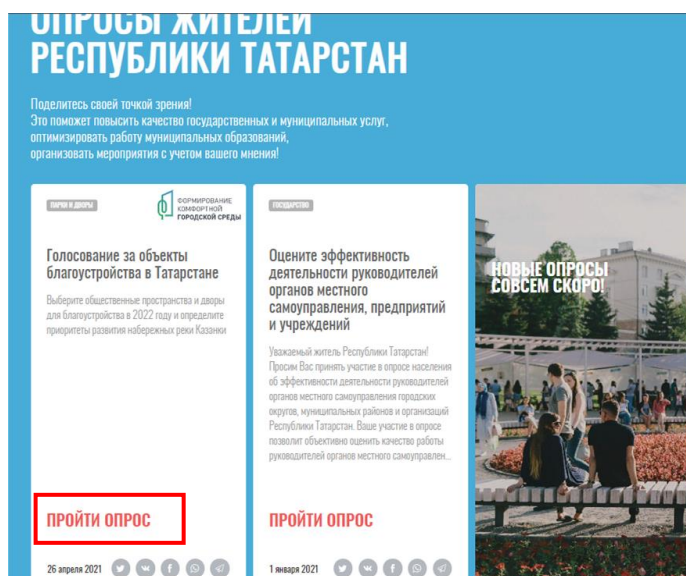 ОПРОСЫ ЖИТЕЛЕЙ
РЕСПУБЛИКИ ТАТАРСТАН
Поделитесь своей точкой зрения!
Это поможет повысить качество государственных и муниципальных услуг,
оптимизировать работу муниципальных образований,
организовать мероприятия с учетом вашего мнения!
ПАРКИ И ДВОРЫ
ФОРМИРОВАНИЕ
КОМФОРТНОЙ
ГОРОДСКОЙ СРЕДЫ
Голосование за объекты
благоустройства в Татарстане
Выберите общественные пространства и дворы
для благоустройства в 2022 году и определите
приоритеты развития набережных реки Казанки
ПРОЙТИ ОПРОС
26 апреля 2021
ГОСУДАРСТВО
Оцените эффективность
деятельности руководителей
органов местного
самоуправления, предприятий
и учреждений
Уважаемый житель Республики Татарстан!
Просим Вас принять участие в опросе населения
об эффективности деятельности руководителей
органов местного самоуправления городских
округов, муниципальных районов и организаций
Республики Татарстан. Ваше участие в опросе
позволит объективно оценить качество работы
руководителей органов местного самоуправлен...
ПРОЙТИ ОПРОС
1 января 2021
НОВЫЕ ОПРОСЫ
СОВСЕМ СКОРО!